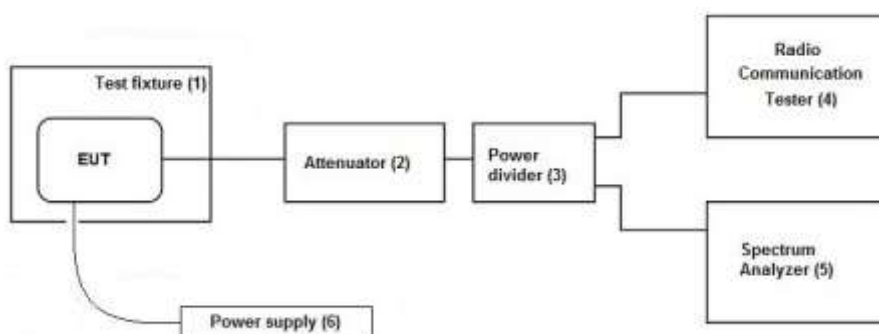 Test fixture (1)
EUT
Attenuator (2)
Power
divider (3)
Radio
Communication
Tester (4)
Spectrum
Analyzer (5)
Power supply (6)